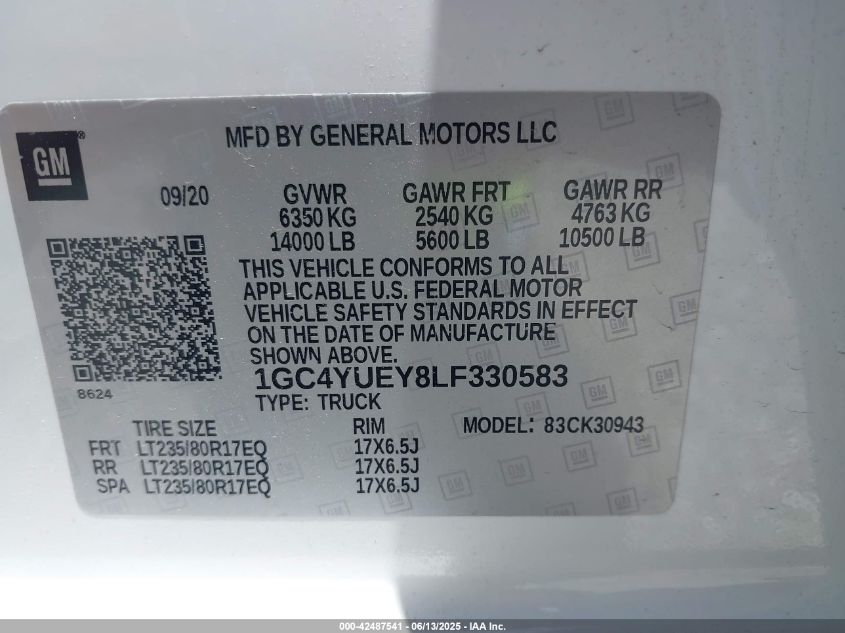 MFD BY GENERAL MOTORS LLC
GM®
09/20 GVWR GAWR FRT GAWR RR
6350 KG 2540 KG 4763 KG
14000 LB 5600 LB 10500 LB
THIS VEHICLE CONFORMS TO ALL
APPLICABLE U.S. FEDERAL MOTOR
VEHICLE SAFETY STANDARDS IN EFFECT
ON THE DATE OF MANUFACTURE
SHOWN ABOVE.
1GC4YUEY8LF330583
8624
TYPE: TRUCK
TIRE SIZE RIM MODEL: 83CK30943
FRT LT235/80R17EQ 17X6.5J
RR LT235/80R17EQ 17X6.5J
SPA LT235/80R17EQ 17X6.5J
000-42487541 - 06/13/2025 - IAA Inc.